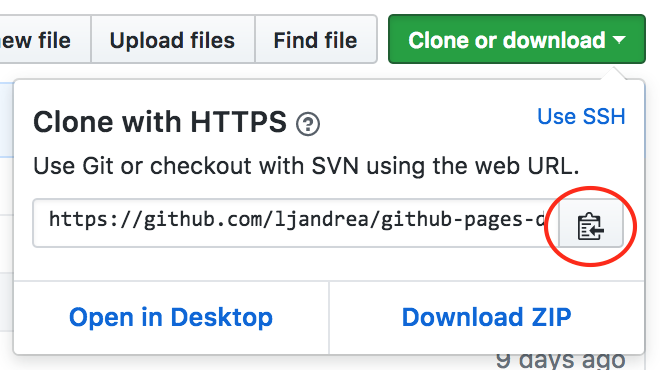 ew file Upload files Find file Clone or download
Clone with HTTPS ?
Use SSH
Use Git or checkout with SVN using the web URL.
https://github.com/ljandrea/github-pages-d
Open in Desktop Download ZIP
9 days ago